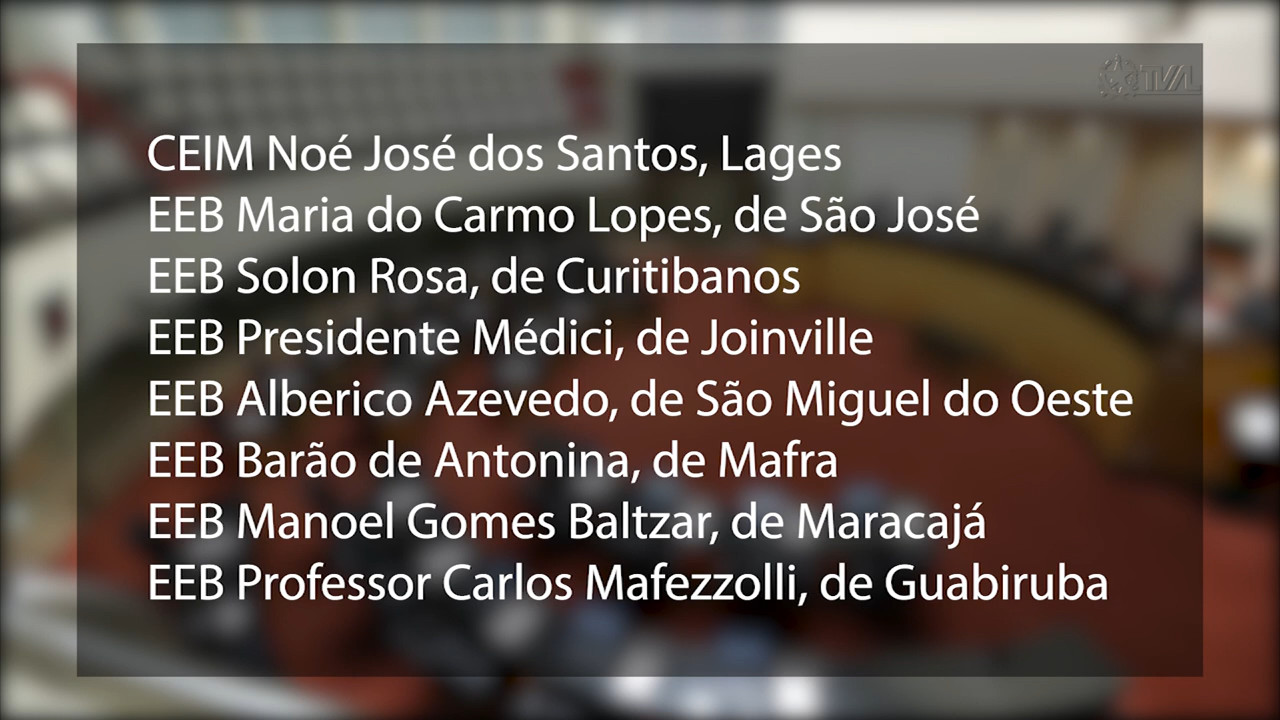 TVAL
CEIM Noé José dos Santos, Lages
EEB Maria do Carmo Lopes, de São José
EEB Solon Rosa, de Curitibanos
EEB Presidente Médici, de Joinville
EEB Alberico Azevedo, de São Miguel do Oeste
EEB Barão de Antonina, de Mafra
EEB Manoel Gomes Baltzar, de Maracajá
EEB Professor Carlos Mafezzolli, de Guabiruba